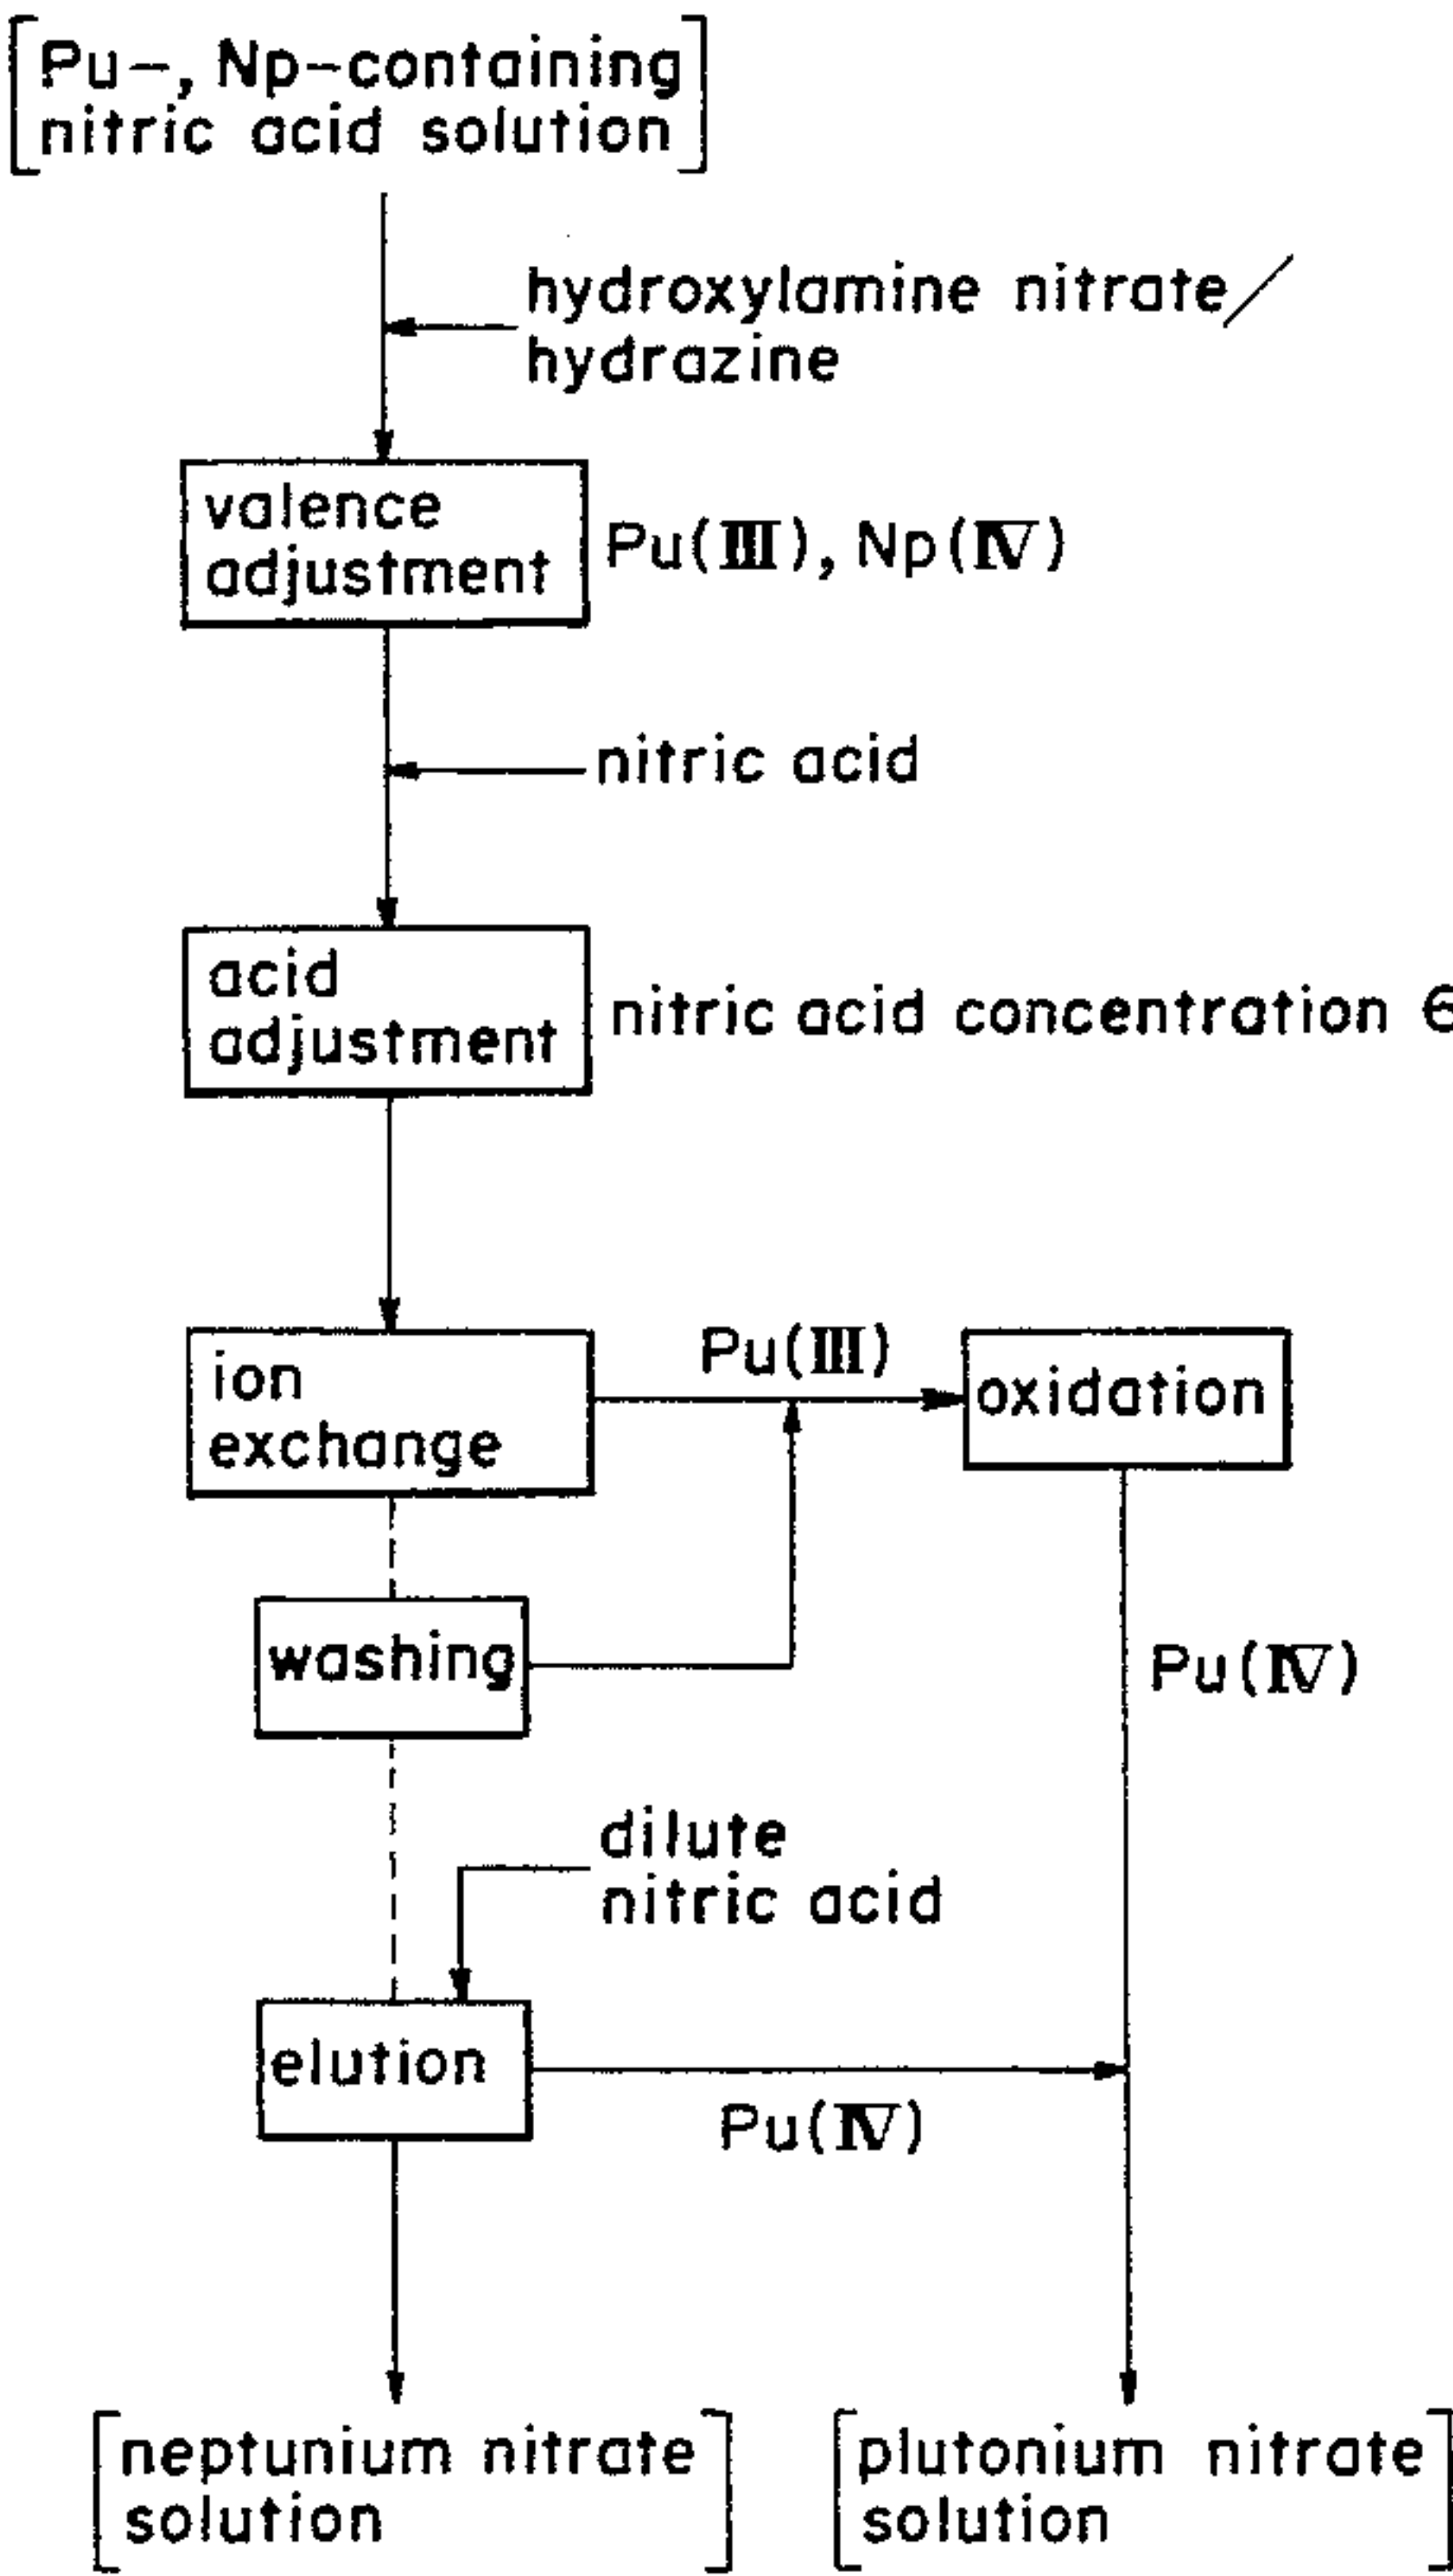 Pu-, Np-containing
nitric acid solution
hydroxylamine nitrate/
hydrazine
valence
adjustment
Pu(III), Np(IV)
nitric acid
acid
adjustment
nitric acid concentration
ion
exchange
Pu(III)
oxidation
washing
Pu(IV)
dilute
nitric acid
elution
Pu(IV)
neptunium nitrate
solution
plutonium nitrate
solution